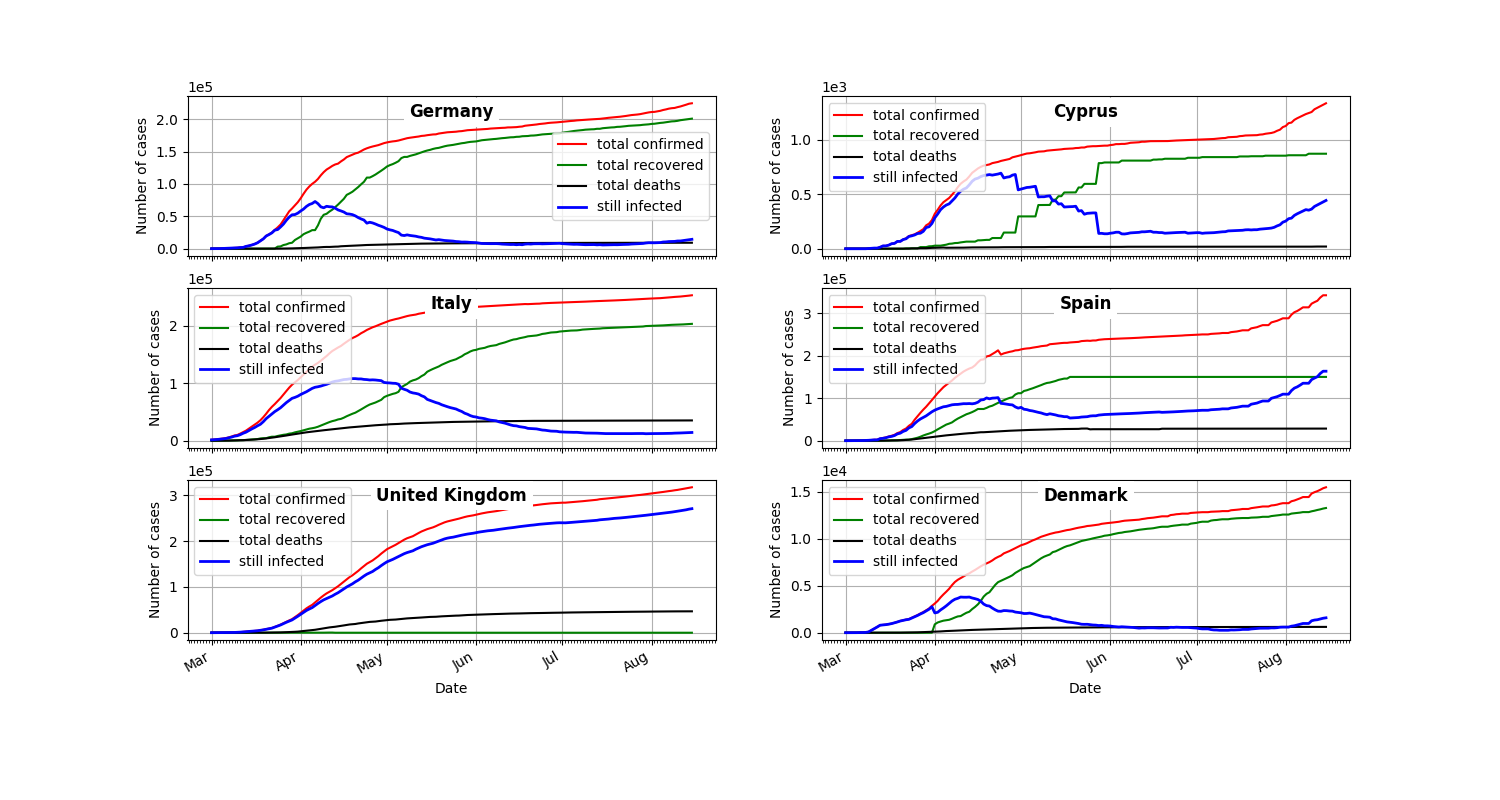 1e5
Germany
Number of cases
2.0
1.5
1.0
0.5
0.0
total confirmed
total recovered
total deaths
still infected
1e3
Cyprus
Number of cases
1.0
0.5
0.0
total confirmed
total recovered
total deaths
still infected
1e5
Italy
Number of cases
2
1
0
total confirmed
total recovered
total deaths
still infected
1e5
Spain
Number of cases
3
2
1
0
total confirmed
total recovered
total deaths
still infected
1e5
United Kingdom
Number of cases
3
2
1
0
total confirmed
total recovered
total deaths
still infected
Mar Apr May Jun Jul Aug
Date
1e4
Denmark
Number of cases
1.5
1.0
0.5
0.0
total confirmed
total recovered
total deaths
still infected
Mar Apr May Jun Jul Aug
Date